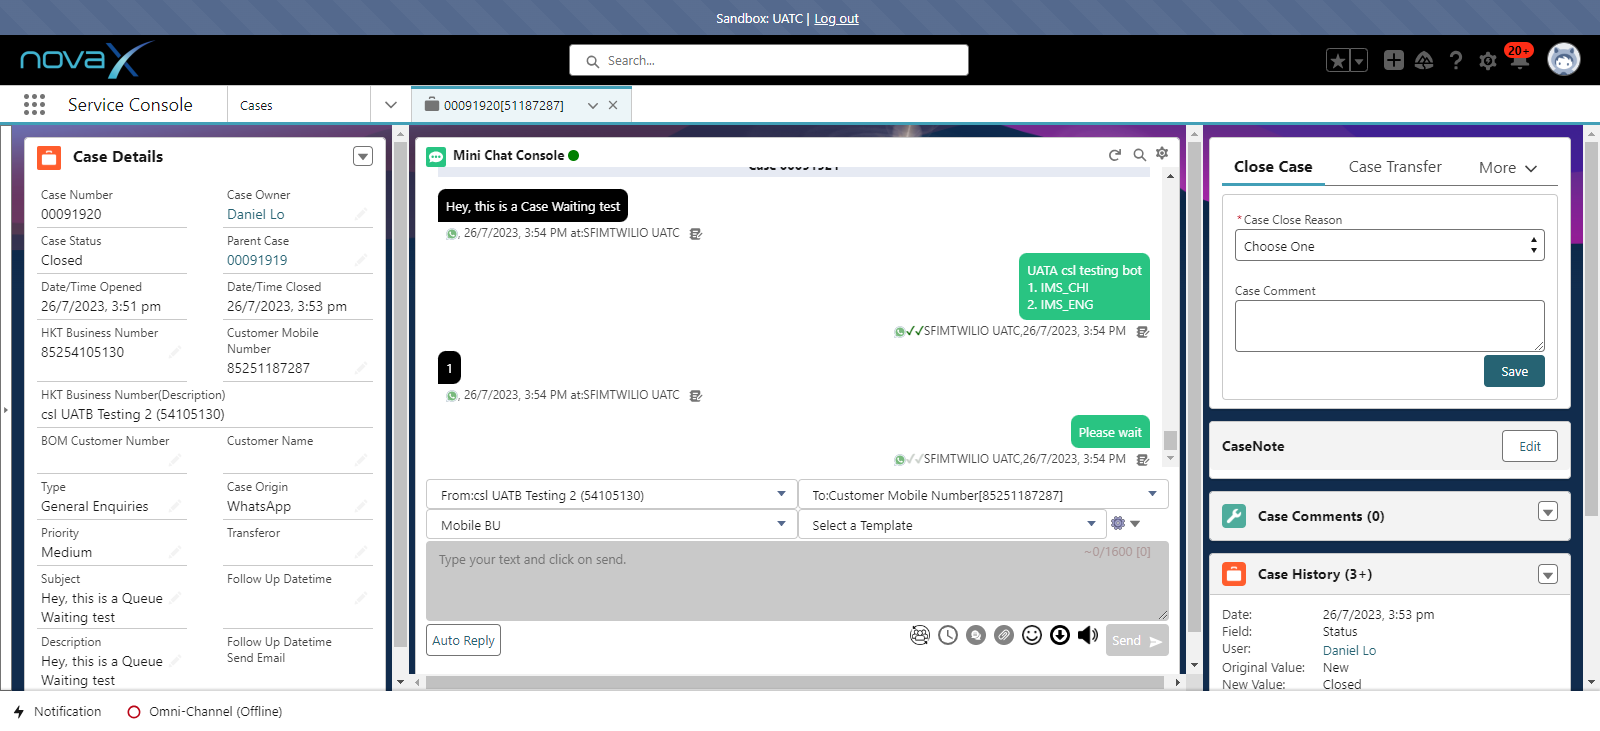 Sandbox: UATC | Log out
novaX
Search...
20+
Service Console
Cases
00091920[51187287]
Case Details
Case Number
00091920
Case Owner
Daniel Lo
Case Status
Closed
Parent Case
00091919
Date/Time Opened
26/7/2023, 3:51 pm
Date/Time Closed
26/7/2023, 3:53 pm
HKT Business Number
85254105130
Customer Mobile
Number
85251187287
HKT Business Number(Description)
csl UATB Testing 2 (54105130)
BOM Customer Number
Customer Name
Type
General Enquiries
Case Origin
WhatsApp
Priority
Medium
Transferor
Subject
Hey, this is a Queue
Waiting test
Follow Up Datetime
Description
Hey, this is a Queue
Waiting test
Follow Up Datetime
Send Email
Mini Chat Console
Hey, this is a Case Waiting test
, 26/7/2023, 3:54 PM at:SFIMTWILIO UATC
UATA csl testing bot
1. IMS_CHI
2. IMS_ENG
SFIMTWILIO UATC,26/7/2023, 3:54 PM
1
, 26/7/2023, 3:54 PM at:SFIMTWILIO UATC
Please wait
SFIMTWILIO UATC,26/7/2023, 3:54 PM
From:csl UATB Testing 2 (54105130)
To:Customer Mobile Number[85251187287]
Mobile BU
Select a Template
Type your text and click on send.
~0/1600 [0]
Auto Reply
Send
Close Case
Case Transfer
More
*Case Close Reason
Choose One
Case Comment
Save
CaseNote
Edit
Case Comments (0)
Case History (3+)
Date: 26/7/2023, 3:53 pm
Field: Status
User: Daniel Lo
Original Value: New
New Value: Closed
Notification
Omni-Channel (Offline)